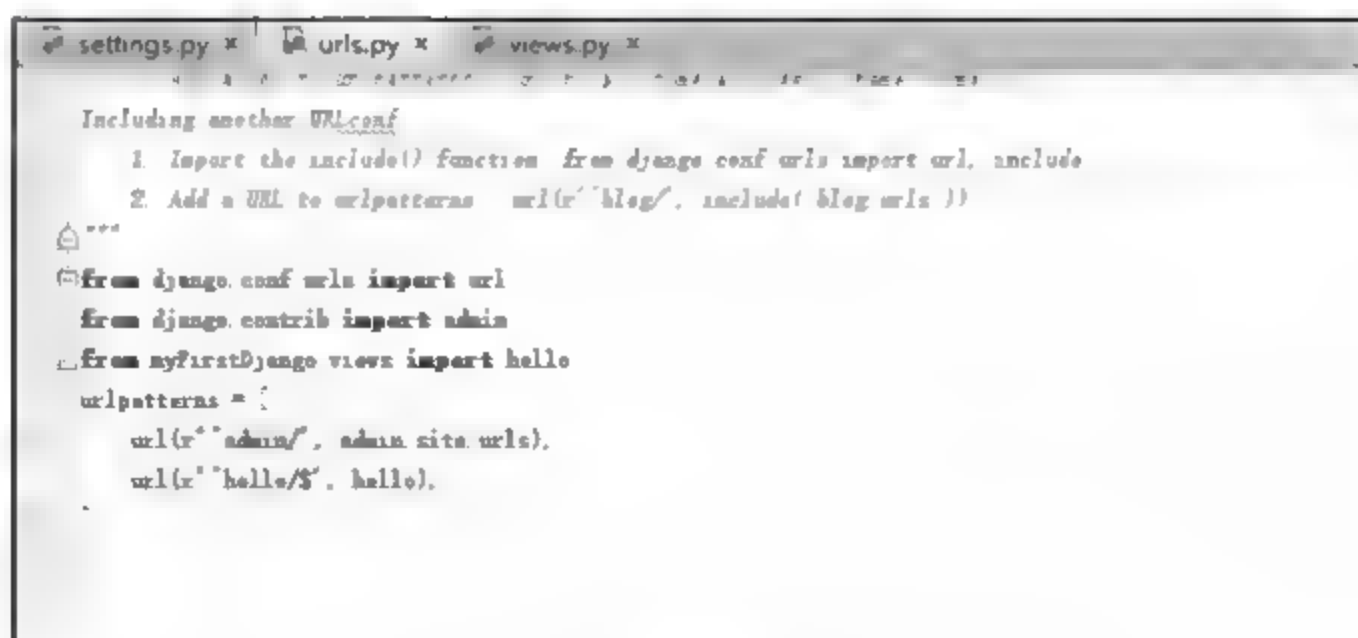 settings.py × urls.py × views.py ×
Including another URLconf
1. Import the include() function from django.conf.urls import url, include
2. Add a URL to urlpatterns url(r'^blog/', include('blog.urls'))
"""
from django.conf.urls import url
from django.contrib import admin
from myFirstDjango.views import hello
urlpatterns = [
url(r'^admin/', admin.site.urls),
url(r'^hello/$', hello),
]